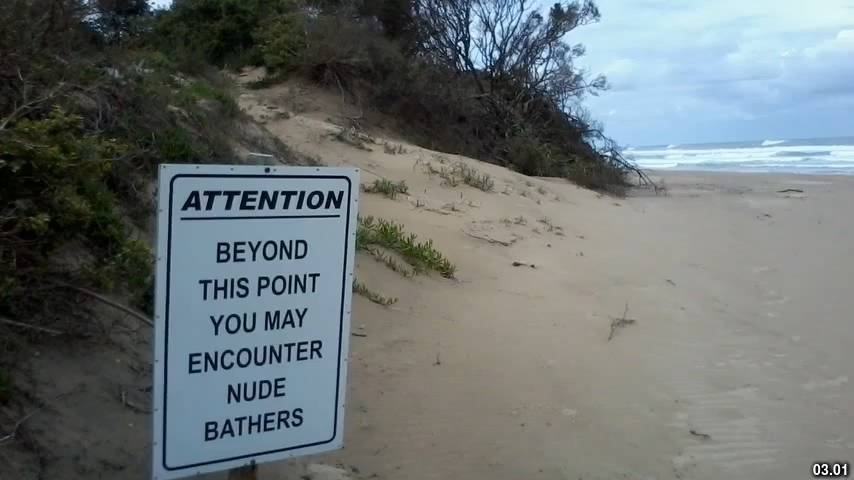 ATTENTION
BEYOND
THIS POINT
YOU MAY
ENCOUNTER
NUDE
BATHERS
03.01